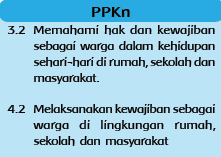 PPKn
3.2 Memahami hak dan kewajiban
sebagai warga dalam kehidupan
sehari-hari di rumah, sekolah dan
masyarakat.
4.2 Melaksanakan kewajiban sebagai
warga di lingkungan rumah,
sekolah dan masyarakat